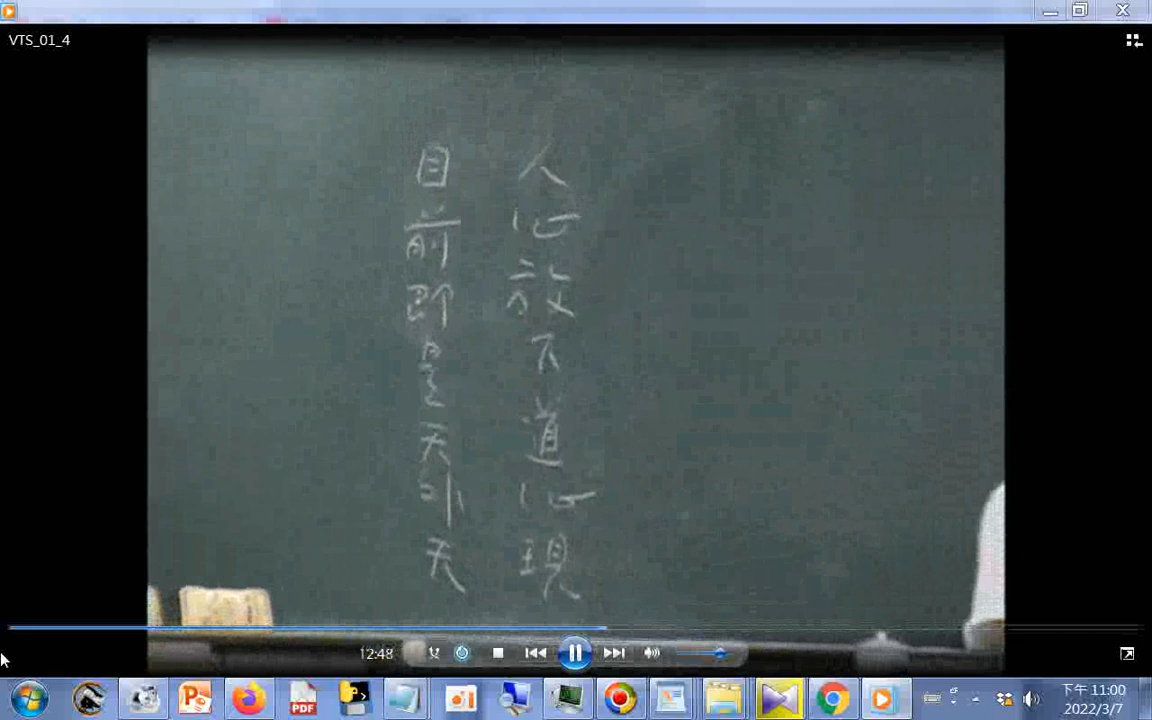 VTS_01_4
人心放下道心現
目前即是天外天
12:48
PDF
下午 11:00
2022/3/7